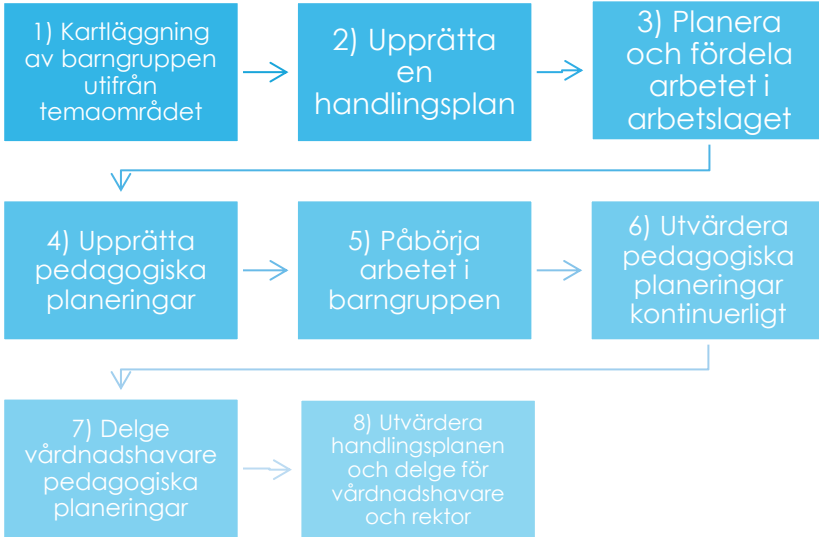 1) Kartläggning
av barngruppen
utifrån
temaområdet
2) Upprätta
en
handlingsplan
3) Planera
och fördela
arbetet i
arbetslaget
4) Upprätta
pedagogiska
planeringar
5) Påbörja
arbetet i
barngruppen
6) Utvärdera
pedagogiska
planeringar
kontinuerligt
7) Delge
vårdnadshavare
pedagogiska
planeringar
8) Utvärdera
handlingsplanen
och delge för
vårdnadshavare
och rektor